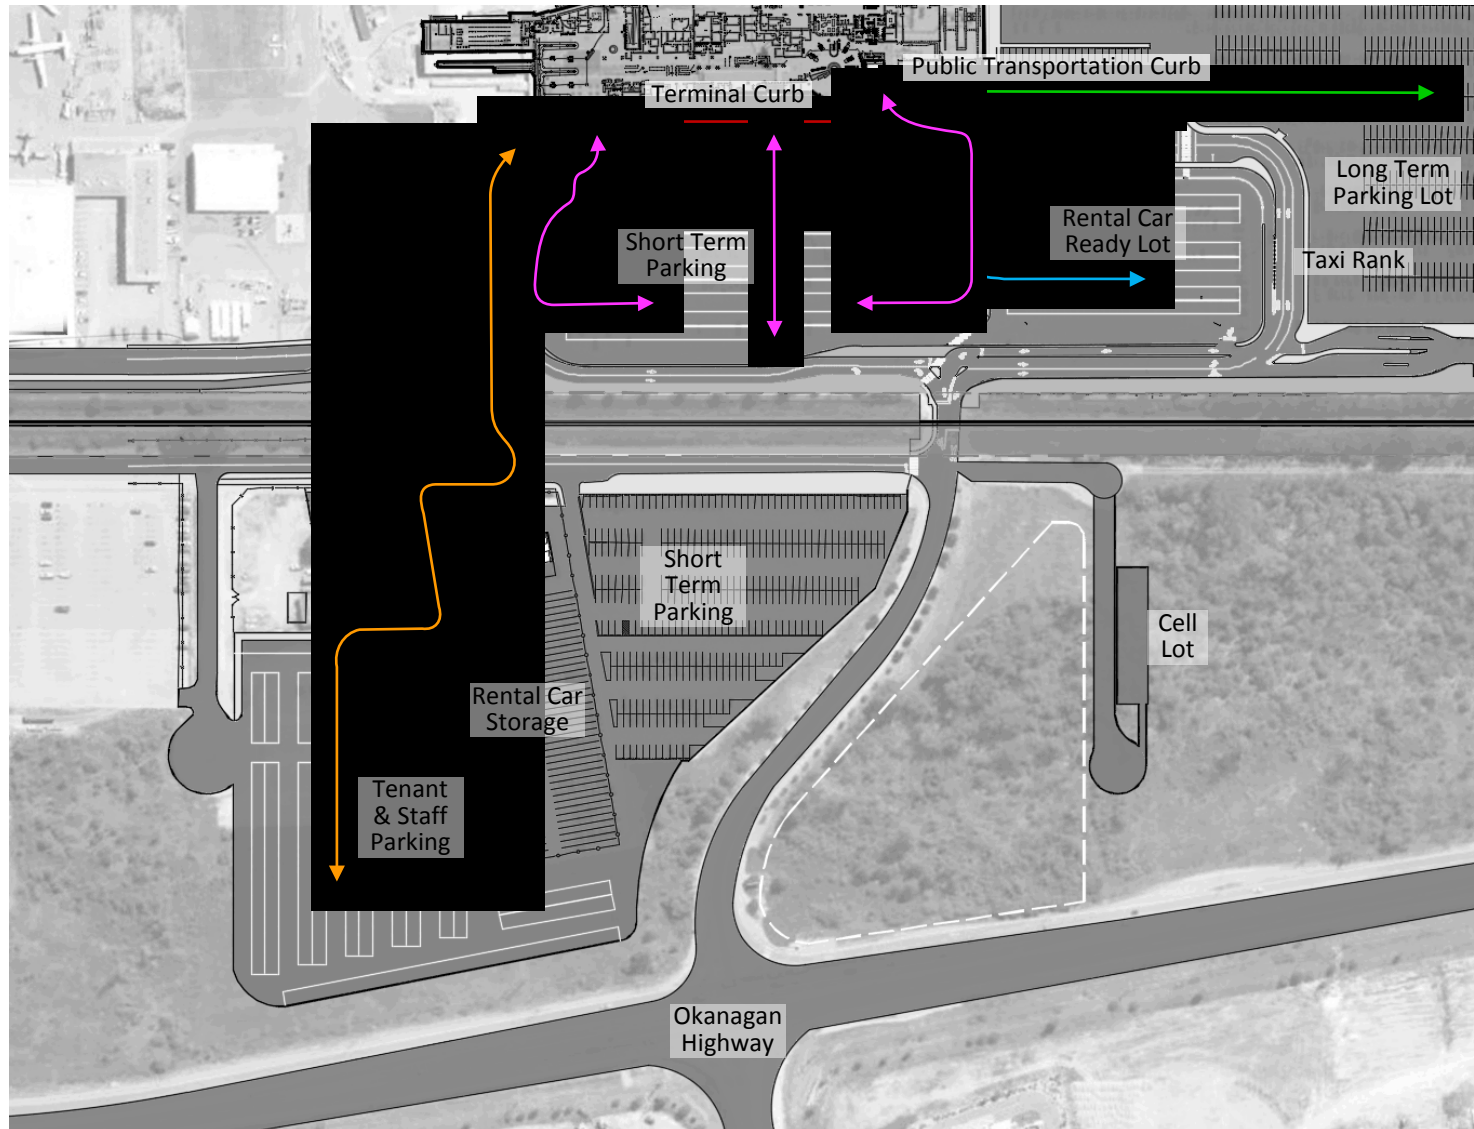 Public Transportation Curb
Terminal Curb
Long Term
Parking Lot
Rental Car
Ready Lot
Short Term
Parking
Taxi Rank
Short
Term
Parking
Cell
Lot
Rental Car
Storage
Tenant
& Staff
Parking
Okanagan
Highway